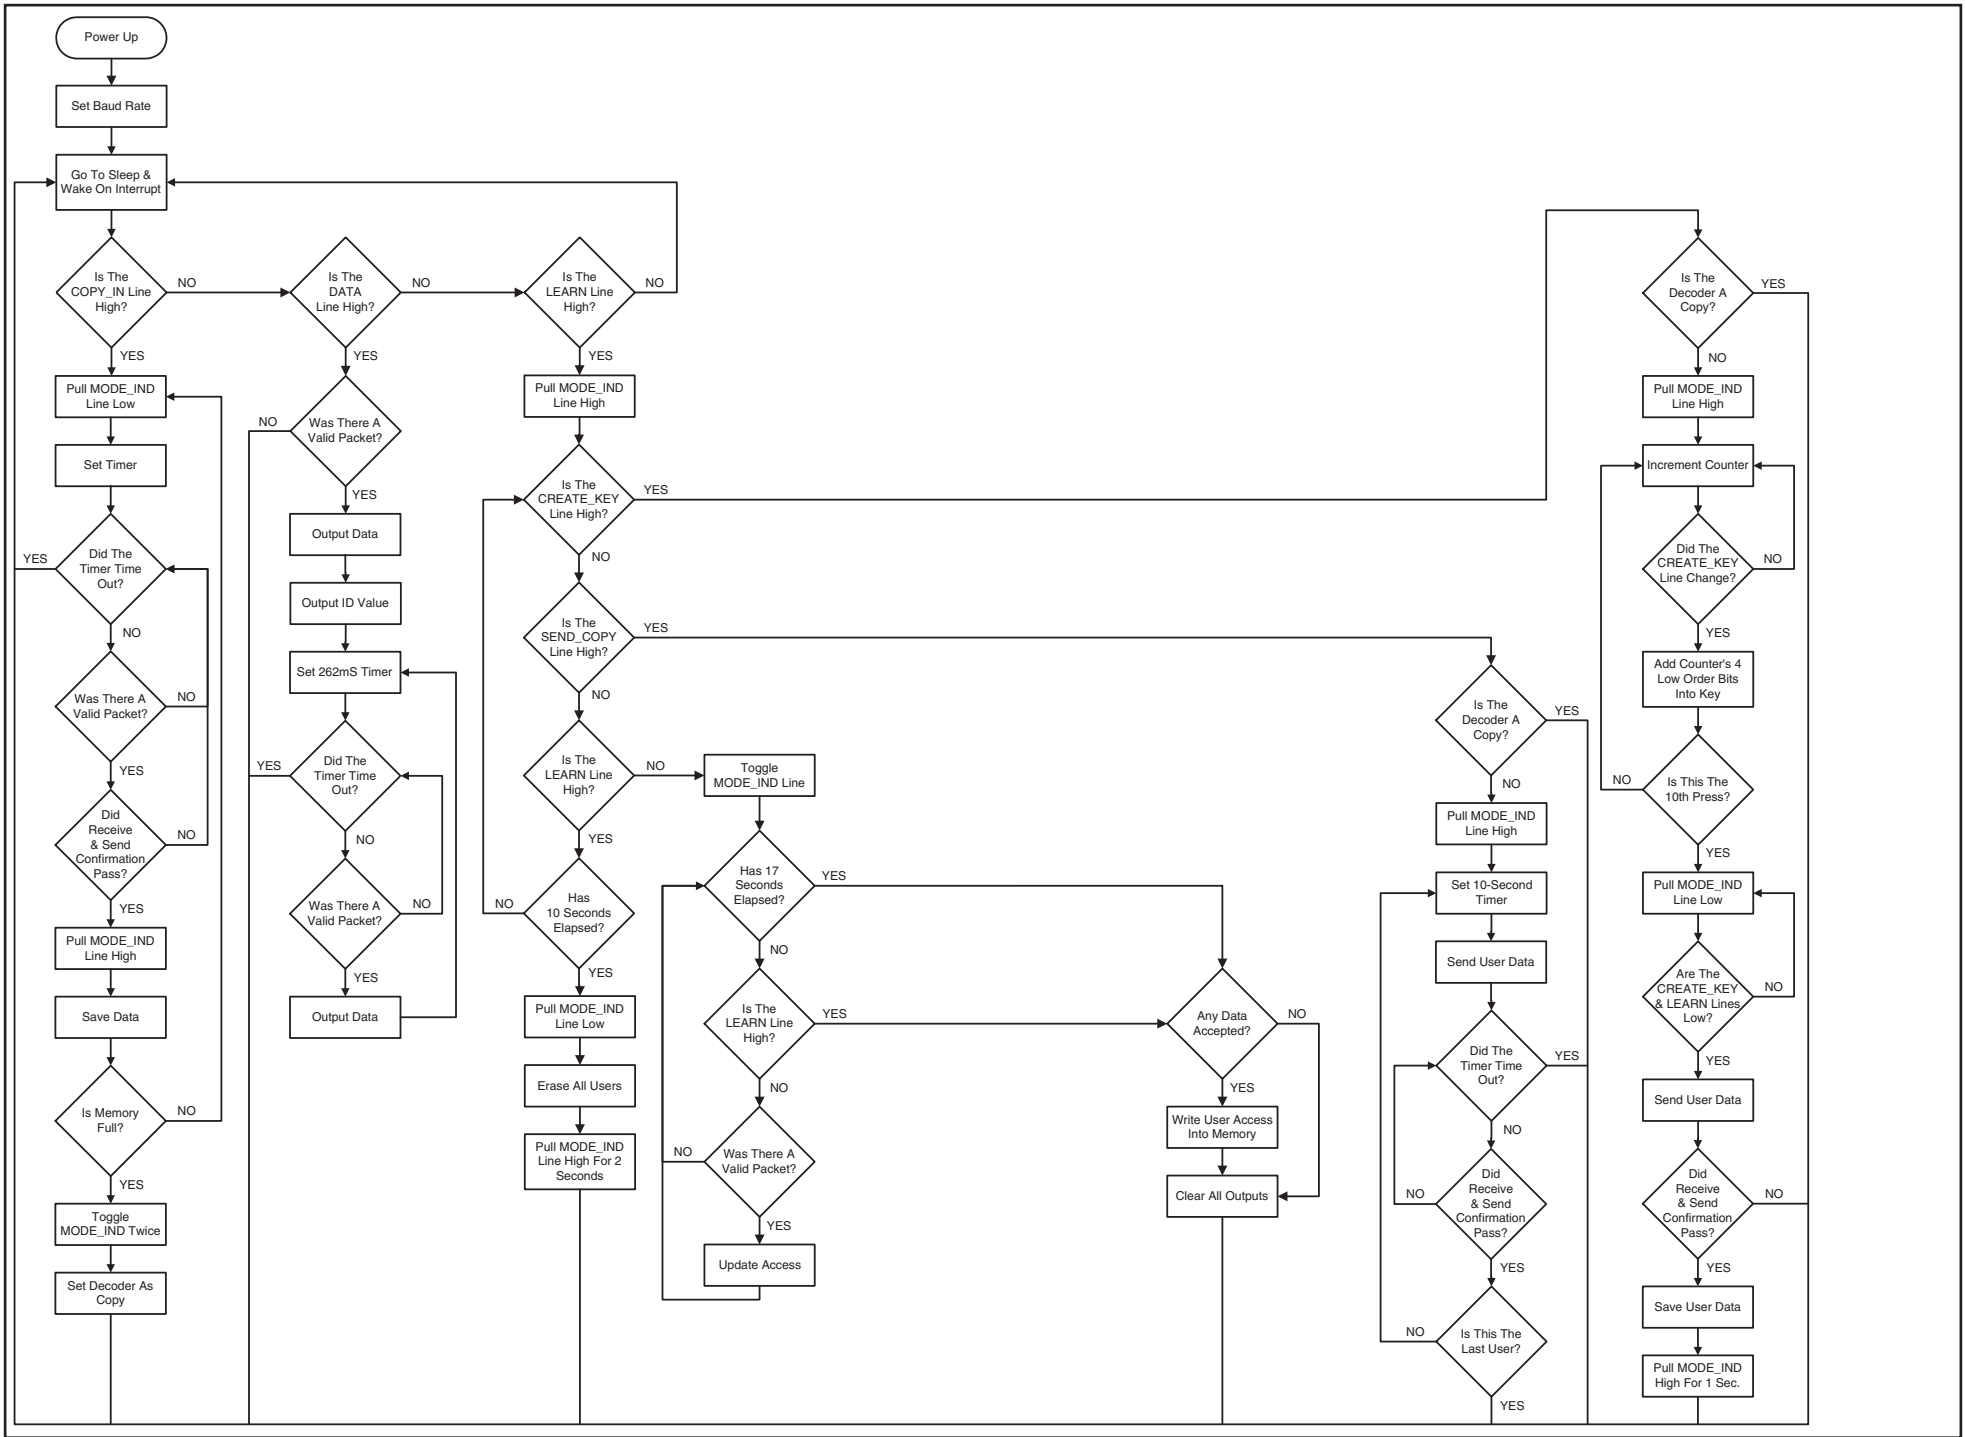 Power Up
Set Baud Rate
Go To Sleep &
Wake On Interrupt
Is The
COPY_IN Line
High?
NO
YES
Pull MODE_IND
Line Low
Set Timer
Did The
Timer Time
Out?
YES
NO
Was There A
Valid Packet?
NO
YES
Did
Receive
& Send
Confirmation
Pass?
NO
YES
Pull MODE_IND
Line High
Save Data
Is Memory
Full?
NO
YES
Toggle
MODE_IND Twice
Set Decoder As
Copy
Is The
DATA
Line High?
NO
YES
Was There A
Valid Packet?
NO
YES
Output Data
Output ID Value
Set 262mS Timer
Did The
Timer Time
Out?
YES
NO
Was There A
Valid Packet?
NO
YES
Output Data
Is The
LEARN Line
High?
NO
YES
Pull MODE_IND
Line High
Is The
CREATE_KEY
Line High?
YES
NO
Is The
SEND_COPY
Line High?
YES
NO
Is The
LEARN Line
High?
NO
YES
Has
10 Seconds
Elapsed?
NO
YES
Pull MODE_IND
Line Low
Erase All Users
Pull MODE_IND
Line High For 2
Seconds
Toggle
MODE_IND Line
Has 17
Seconds
Elapsed?
YES
NO
Is The
LEARN Line
High?
YES
NO
Was There A
Valid Packet?
NO
YES
Update Access
Any Data
Accepted?
NO
YES
Write User Access
Into Memory
Clear All Outputs
Is The
Decoder A
Copy?
YES
NO
Pull MODE_IND
Line High
Set 10-Second
Timer
Send User Data
Did The
Timer Time
Out?
YES
NO
Did
Receive
& Send
Confirmation
Pass?
NO
YES
Is This The
Last User?
NO
YES
Is The
Decoder A
Copy?
YES
NO
Pull MODE_IND
Line High
Increment Counter
Did The
CREATE_KEY
Line Change?
NO
YES
Add Counter's 4
Low Order Bits
Into Key
Is This The
10th Press?
NO
YES
Pull MODE_IND
Line Low
Are The
CREATE_KEY
& LEARN Lines
Low?
NO
YES
Send User Data
Did
Receive
& Send
Confirmation
Pass?
NO
YES
Save User Data
Pull MODE_IND
High For 1 Sec.